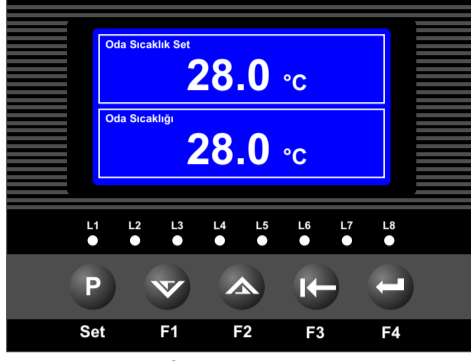 Oda Sıcaklık Set
28.0 °C
Oda Sıcaklığı
28.0 °C
L1 L2 L3 L4 L5 L6 L7 L8
P
Set F1 F2 F3 F4